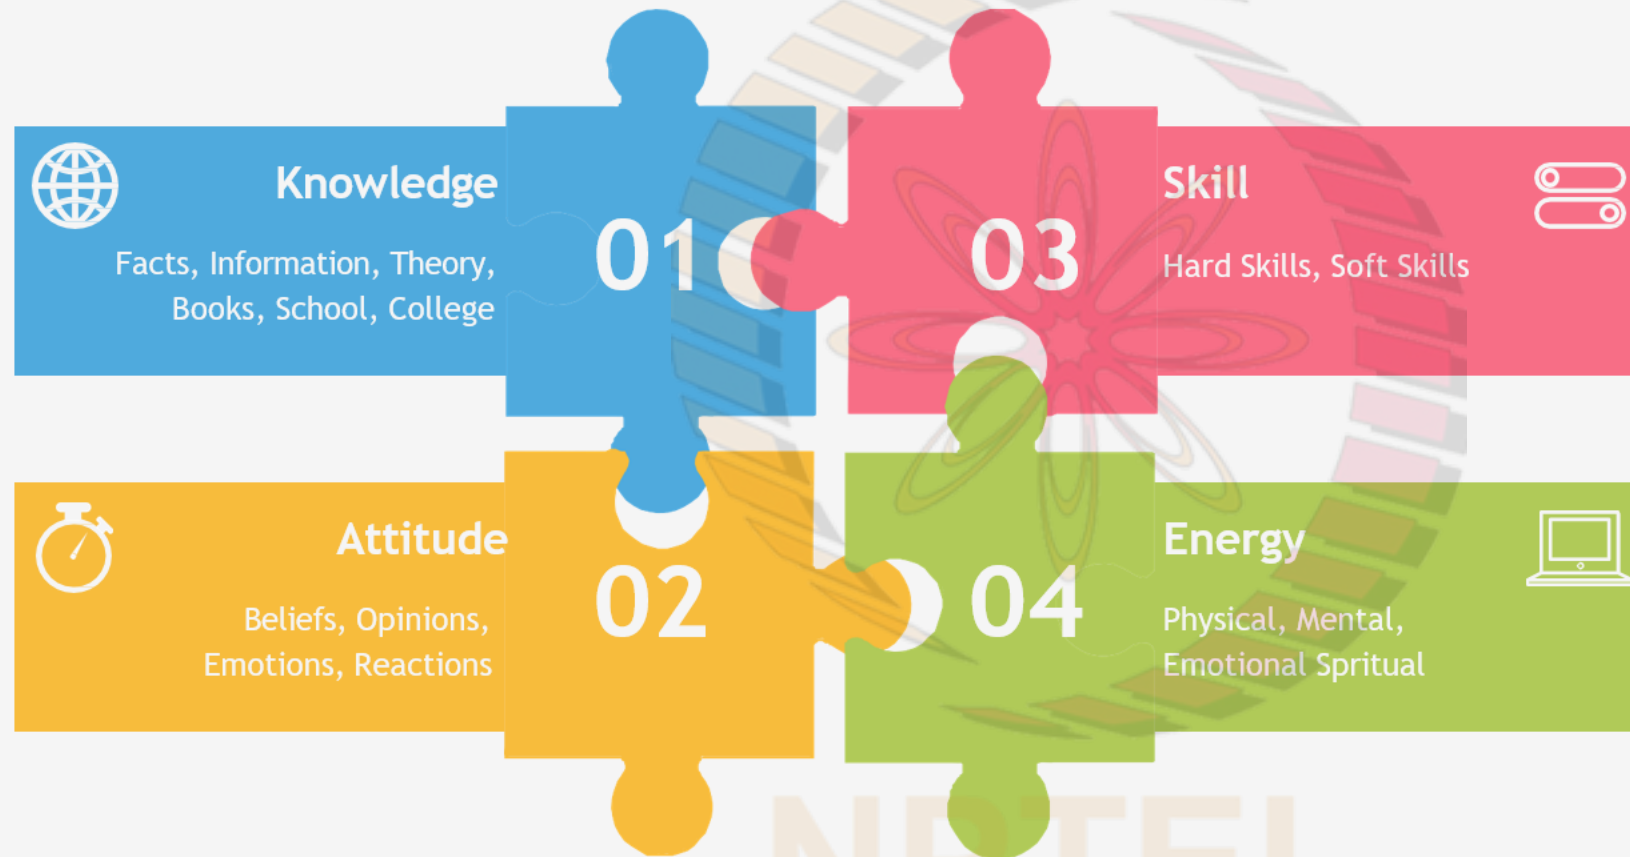 Knowledge
Facts, Information, Theory,
Books, School, College
01
03
Skill
Hard Skills, Soft Skills
Attitude
Beliefs, Opinions,
Emotions, Reactions
02
04
Energy
Physical, Mental,
Emotional Spritual
NPTEL